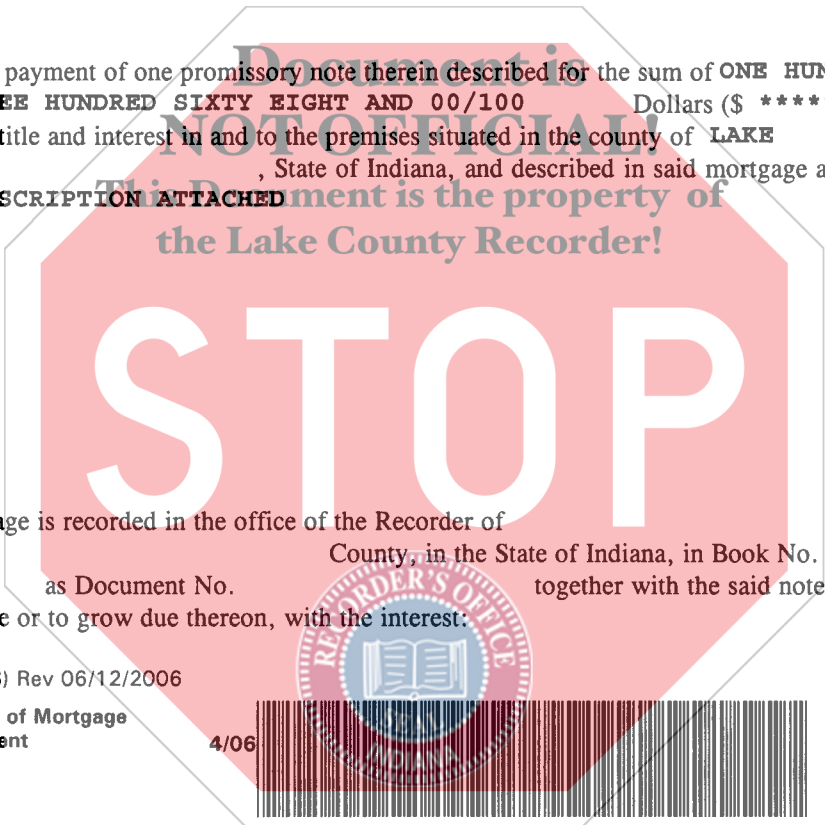 Document is
payment of one promissory note therein described for the sum of ONE HUN
EE HUNDRED SIXTY EIGHT AND 00/100 Dollars ($ ****
NOT OFFICIAL!
title and interest in and to the premises situated in the county of LAKE
, State of Indiana, and described in said mortgage a
SCRIPTION ATTACHED
This Document is the property of
the Lake County Recorder!
STOP
age is recorded in the office of the Recorder of
County, in the State of Indiana, in Book No.
as Document No. together with the said note
e or to grow due thereon, with the interest:
RECORDER'S OFFICE
SEAL
INDIANA
) Rev 06/12/2006
of Mortgage
ent 4/06